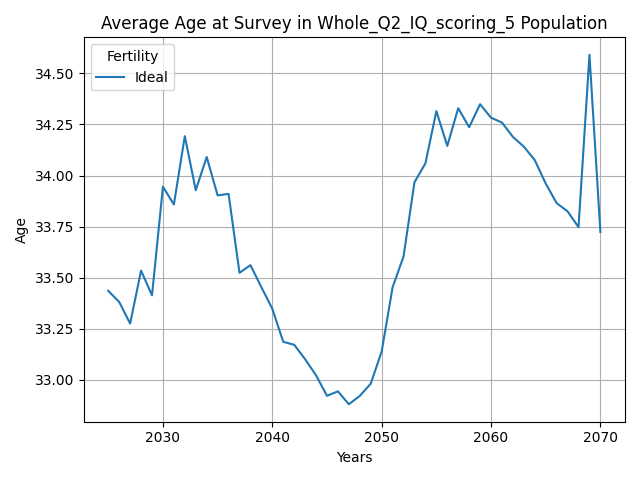 Average Age at Survey in Whole_Q2_IQ_scoring_5 Population
Fertility
Ideal
34.50
34.25
34.00
33.75
33.50
33.25
33.00
Age
2030 2040 2050 2060 2070
Years